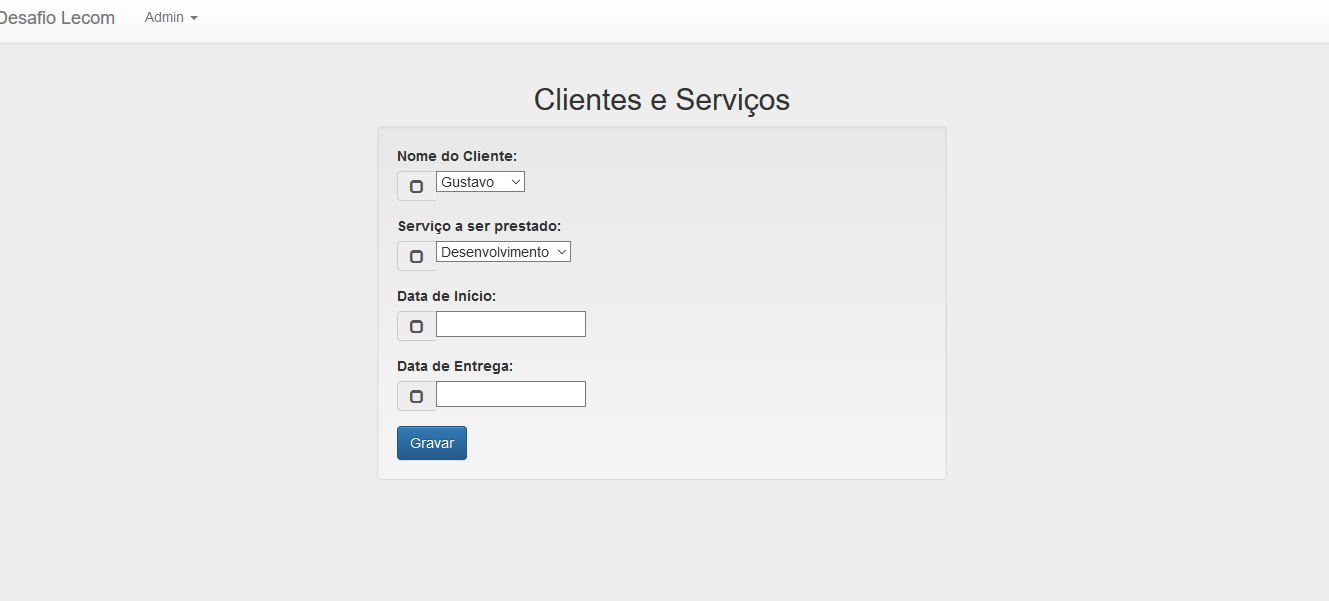 Desafio Lecom Admin
Clientes e Serviços
Nome do Cliente:
Gustavo
Serviço a ser prestado:
Desenvolvimento
Data de Início:
Data de Entrega:
Gravar